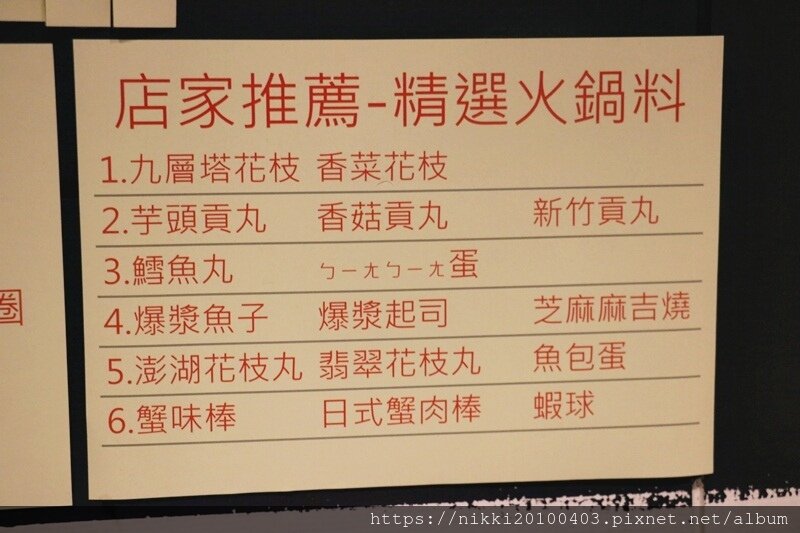 店家推薦-精選火鍋料
1.九層塔花枝 香菜花枝
2.芋頭貢丸 香菇貢丸 新竹貢丸
3.鱈魚丸 ㄅㄧㄤㄅㄧㄤ蛋
4.爆漿魚子 爆漿起司 芝麻麻吉燒
5.澎湖花枝丸 翡翠花枝丸 魚包蛋
6.蟹味棒 日式蟹肉棒 蝦球
卷
https://nikki20100403.pixnet.net/album